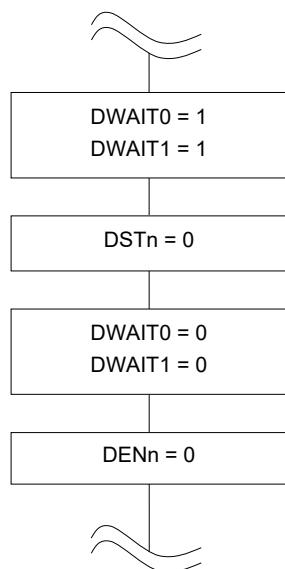 DWAIT0 = 1
DWAIT1 = 1
DSTn = 0
DWAIT0 = 0
DWAIT1 = 0
DENn = 0